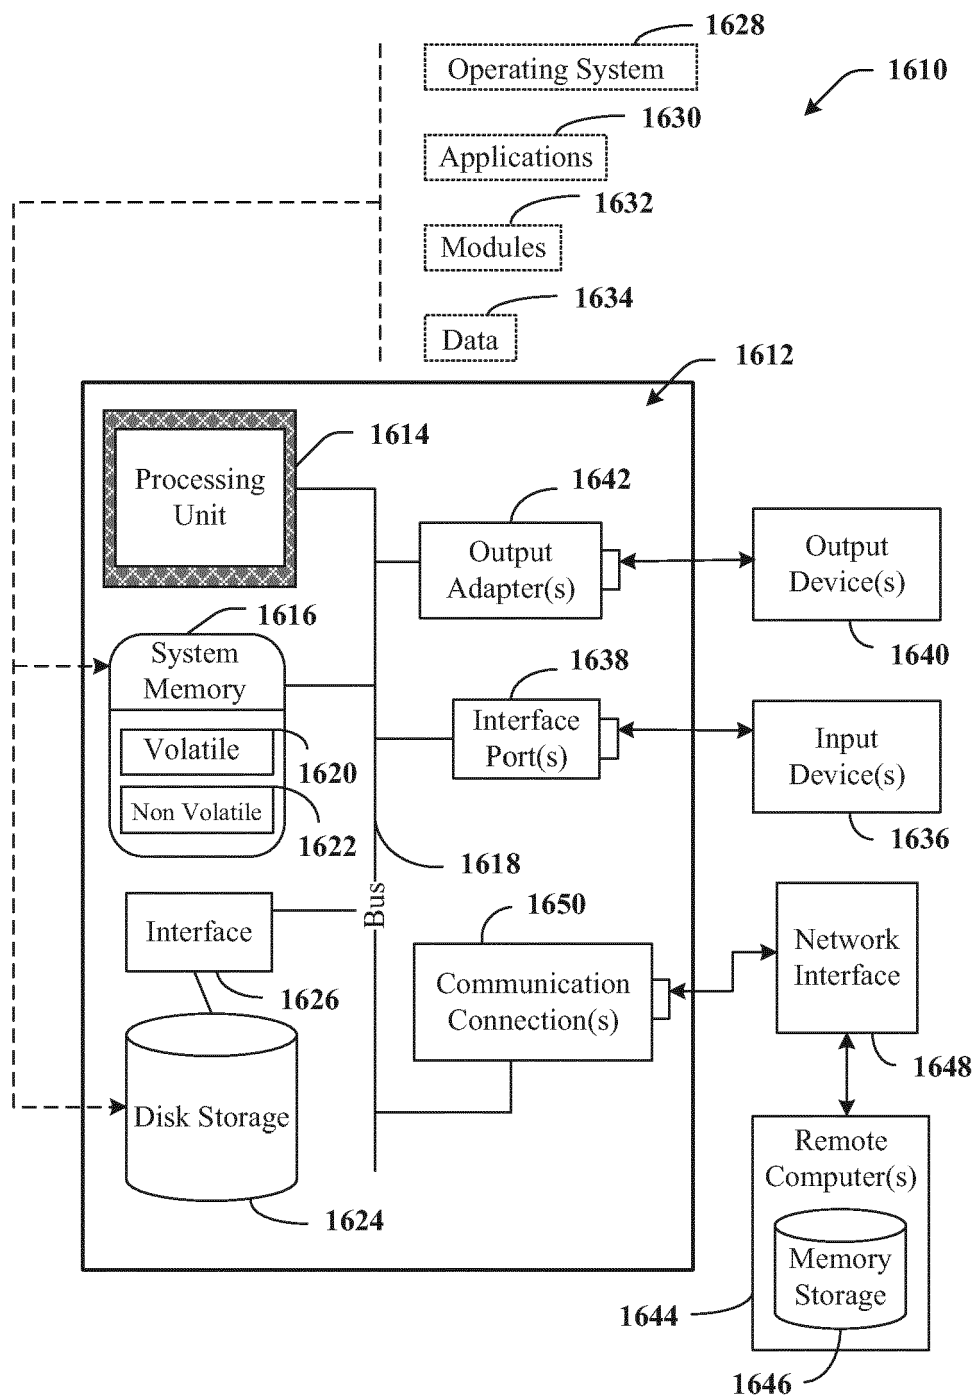 1628
Operating System
1610
1630
Applications
1632
Modules
1634
Data
1612
1614
Processing
Unit
1642
Output
Adapter(s)
Output
Device(s)
1640
1616
System
Memory
1638
Interface
Port(s)
Input
Device(s)
1636
Volatile
1620
Non Volatile
1622
1618
Bus
1650
Interface
1626
Communication
Connection(s)
Network
Interface
1648
Disk Storage
1624
Remote
Computer(s)
Memory
Storage
1644
1646